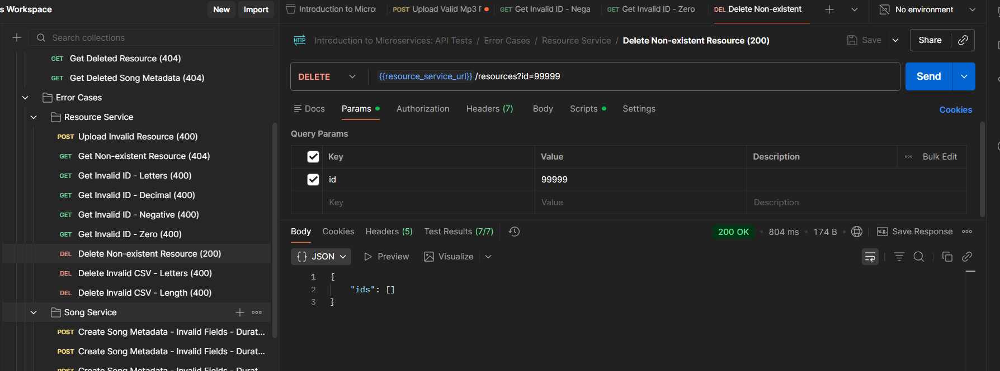 s Workspace
New
Import
Introduction to Micro
POST Upload Valid Mp3 F
GET Get Invalid ID - Nega
GET Get Invalid ID - Zero
DEL Delete Non-existent
No environment
Search collections
HTTP Introduction to Microservices: API Tests / Error Cases / Resource Service / Delete Non-existent Resource (200)
Save
Share
GET Get Deleted Resource (404)
GET Get Deleted Song Metadata (404)
Error Cases
Resource Service
POST Upload Invalid Resource (400)
GET Get Non-existent Resource (404)
GET Get Invalid ID - Letters (400)
GET Get Invalid ID - Decimal (400)
GET Get Invalid ID - Negative (400)
GET Get Invalid ID - Zero (400)
DEL Delete Non-existent Resource (200)
DEL Delete Invalid CSV - Letters (400)
DEL Delete Invalid CSV - Length (400)
Song Service
POST Create Song Metadata - Invalid Fields - Durat...
POST Create Song Metadata - Invalid Fields - Durat...
POST Create Song Metadata - Invalid Fields - Durat
DELETE
{{resource_service_url}} /resources?id=99999
Send
Docs
Params
Authorization
Headers (7)
Body
Scripts
Settings
Cookies
Query Params
Key Value Description Bulk Edit
id 99999
Key Value Description
Body
Cookies
Headers (5)
Test Results (7/7)
200 OK • 804 ms • 174 B
e.g. Save Response
{} JSON
Preview
Visualize
1 {
2 "ids": []
3 }